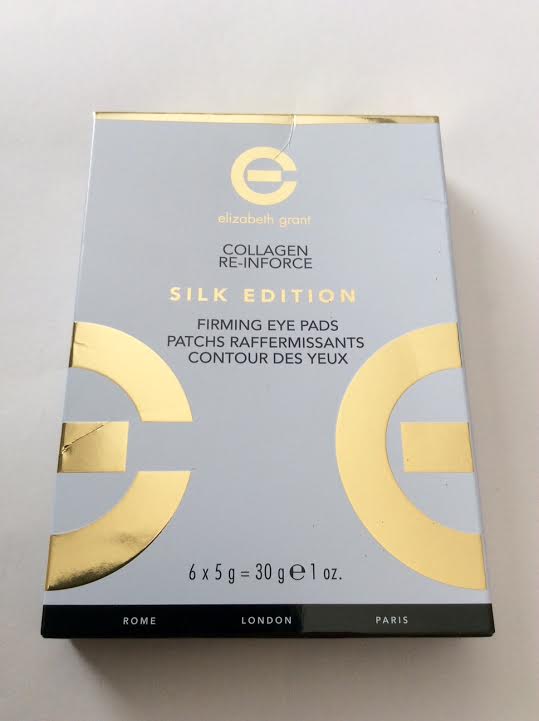 elizabeth grant
COLLAGEN
RE-INFORCE
SILK EDITION
FIRMING EYE PADS
PATCHS RAFFERMISSANTS
CONTOUR DES YEUX
6 x 5 g = 30 g ℮ 1 oz.
ROME LONDON PARIS